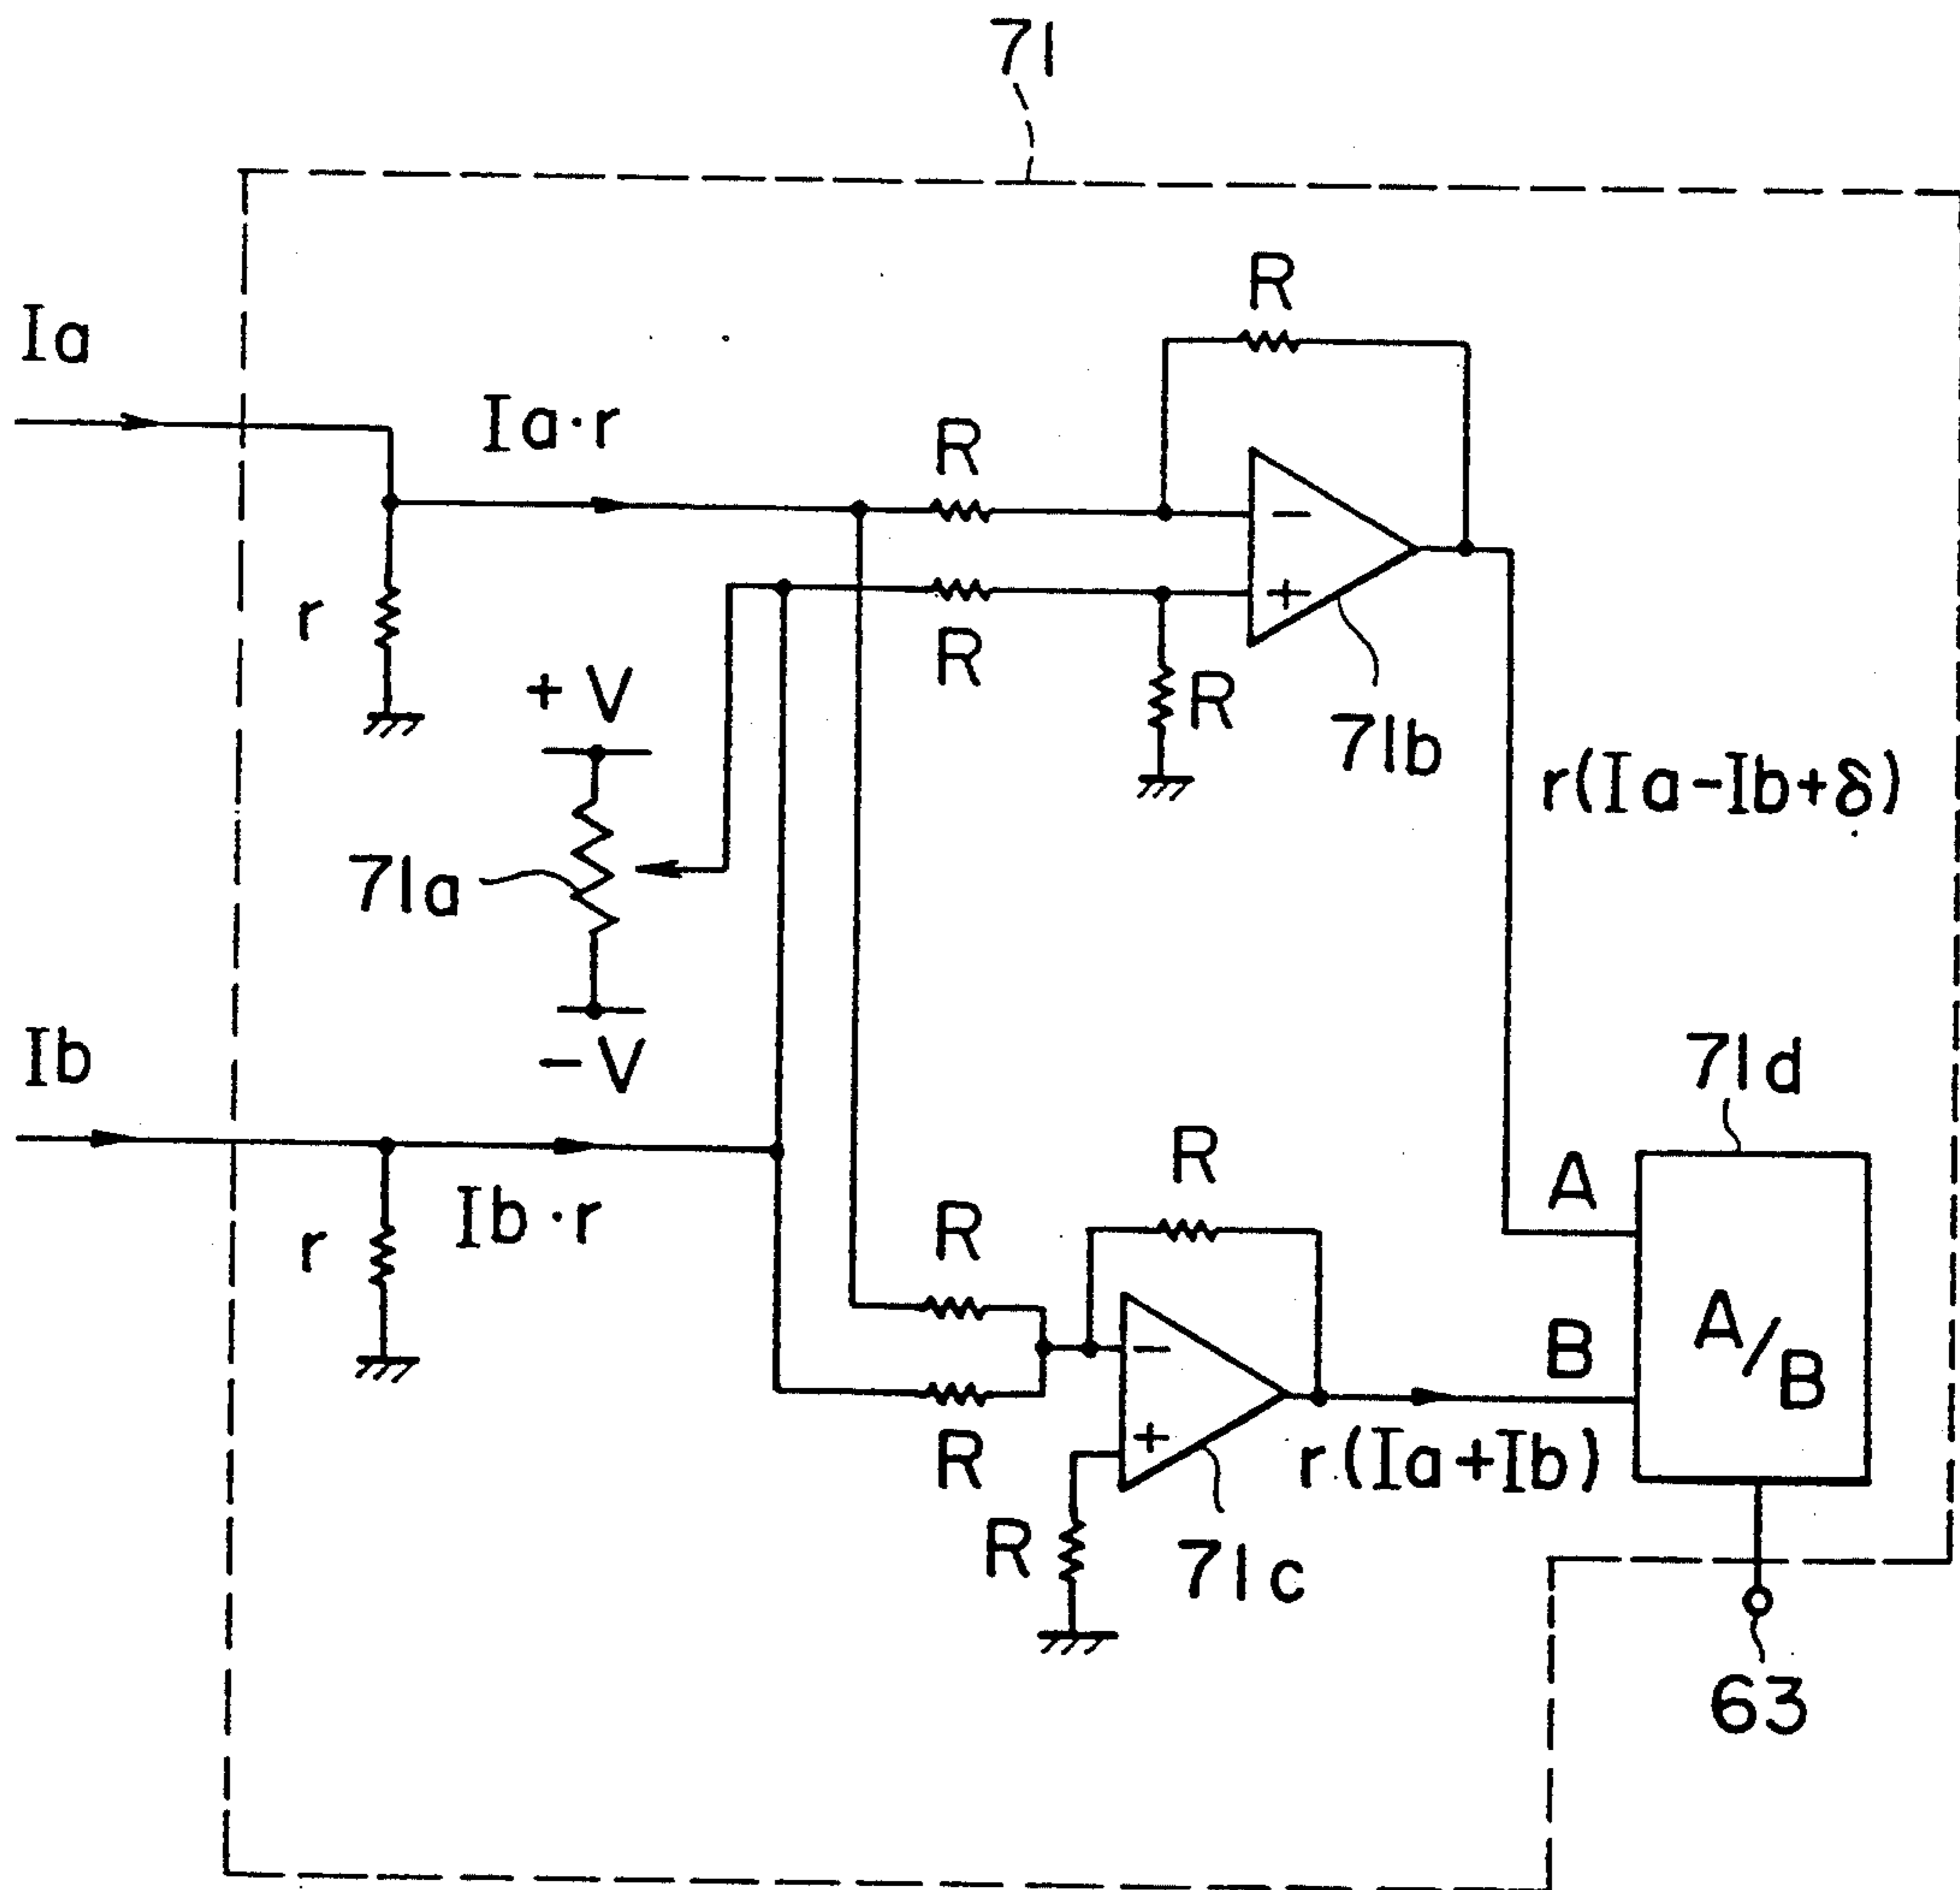 71
R
Ia
Ia·r
R
r
R
R
+V
71b
r(Ia-Ib+δ)
71a
-V
Ib
71d
R
A
Ib·r
r
R
A/B
B
R
r(Ia+Ib)
R
71c
63
-
+
-
+